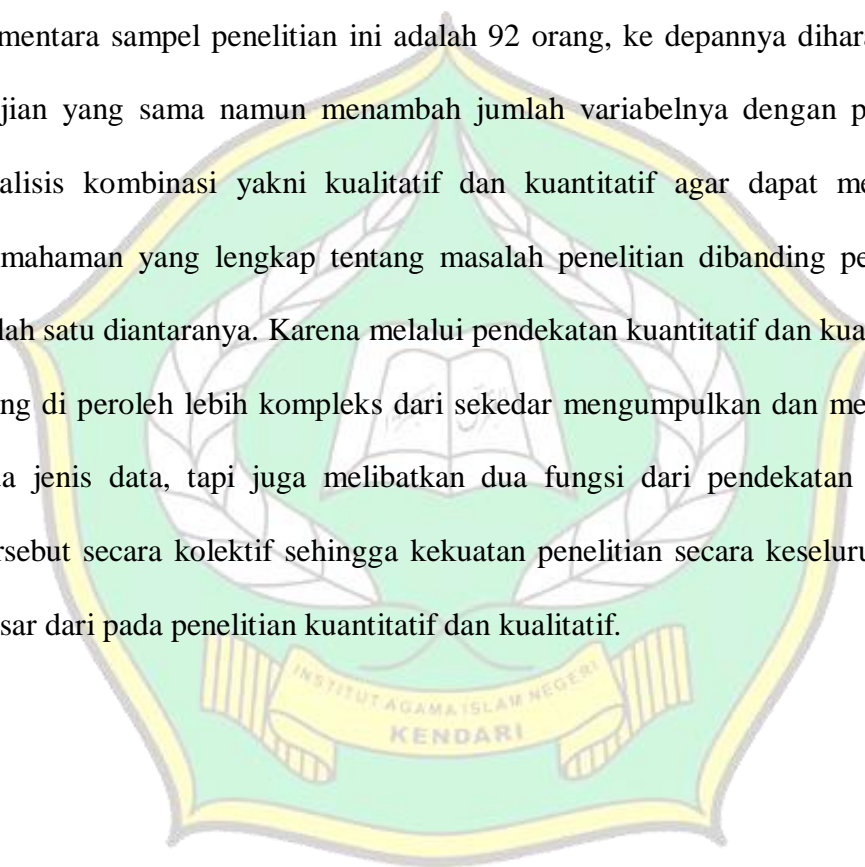 mentara sampel penelitian ini adalah 92 orang, ke depannya dihara
jian yang sama namun menambah jumlah variabelnya dengan p
alisis kombinasi yakni kualitatif dan kuantitatif agar dapat me
mahaman yang lengkap tentang masalah penelitian dibanding pe
lah satu diantaranya. Karena melalui pendekatan kuantitatif dan kua
ng di peroleh lebih kompleks dari sekedar mengumpulkan dan me
a jenis data, tapi juga melibatkan dua fungsi dari pendekatan
rsebut secara kolektif sehingga kekuatan penelitian secara keseluru
sar dari pada penelitian kuantitatif dan kualitatif.
INSTITUT AGAMA ISLAM NEGERI
KENDARI